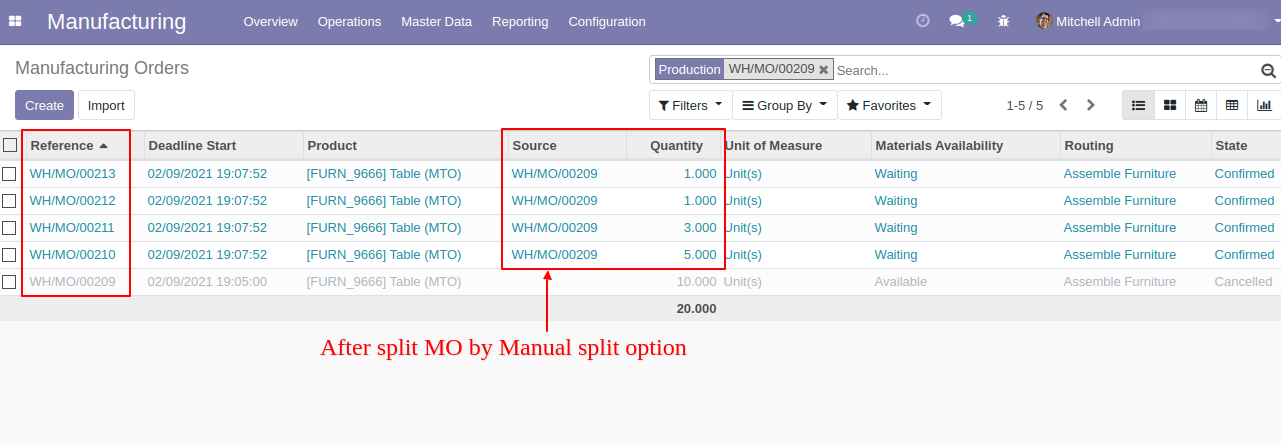 Manufacturing Overview Operations Master Data Reporting Configuration 1 Mitchell Admin
Manufacturing Orders Production WH/MO/00209 Search...
Create Import Filters Group By Favorites 1-5 / 5
Reference Deadline Start Product Source Quantity Unit of Measure Materials Availability Routing State
WH/MO/00213 02/09/2021 19:07:52 [FURN_9666] Table (MTO) WH/MO/00209 1.000 Unit(s) Waiting Assemble Furniture Confirmed
WH/MO/00212 02/09/2021 19:07:52 [FURN_9666] Table (MTO) WH/MO/00209 1.000 Unit(s) Waiting Assemble Furniture Confirmed
WH/MO/00211 02/09/2021 19:07:52 [FURN_9666] Table (MTO) WH/MO/00209 3.000 Unit(s) Waiting Assemble Furniture Confirmed
WH/MO/00210 02/09/2021 19:07:52 [FURN_9666] Table (MTO) WH/MO/00209 5.000 Unit(s) Waiting Assemble Furniture Confirmed
WH/MO/00209 02/09/2021 19:05:00 [FURN_9666] Table (MTO) 10.000 Unit(s) Available Assemble Furniture Cancelled
20.000
After split MO by Manual split option